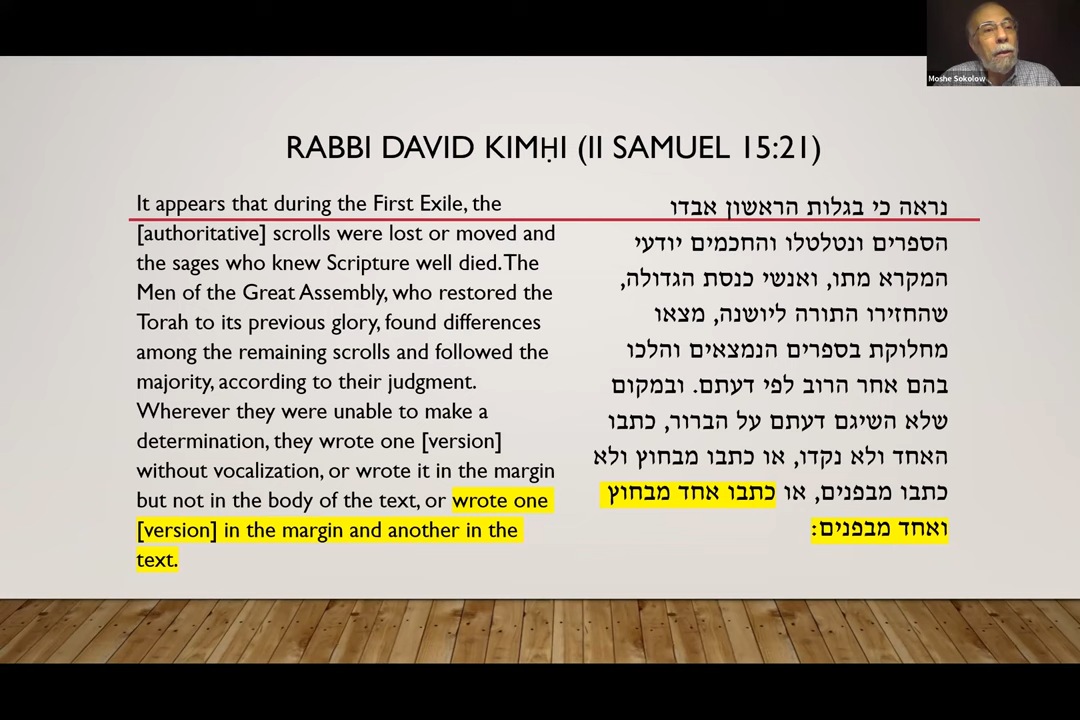 Moshe Sokolow
RABBI DAVID KIMḤI (II SAMUEL 15:21)
It appears that during the First Exile, the
[authoritative] scrolls were lost or moved and
the sages who knew Scripture well died. The
Men of the Great Assembly, who restored the
Torah to its previous glory, found differences
among the remaining scrolls and followed the
majority, according to their judgment.
Wherever they were unable to make a
determination, they wrote one [version]
without vocalization, or wrote it in the margin
but not in the body of the text, or wrote one
[version] in the margin and another in the
text.
נראה כי בגלות הראשון אבדו
הספרים ונטלטלו והחכמים יודעי
המקרא מתו, ואנשי כנסת הגדולה,
שהחזירו התורה ליושנה, מצאו
מחלוקת בספרים הנמצאים והלכו
בהם אחר הרוב לפי דעתם. ובמקום
שלא השיגם דעתם על הברור, כתבו
האחד ולא נקדו, או כתבו מבחוץ ולא
כתבו מבפנים, או כתבו אחד מבחוץ
ואחד מבפנים: